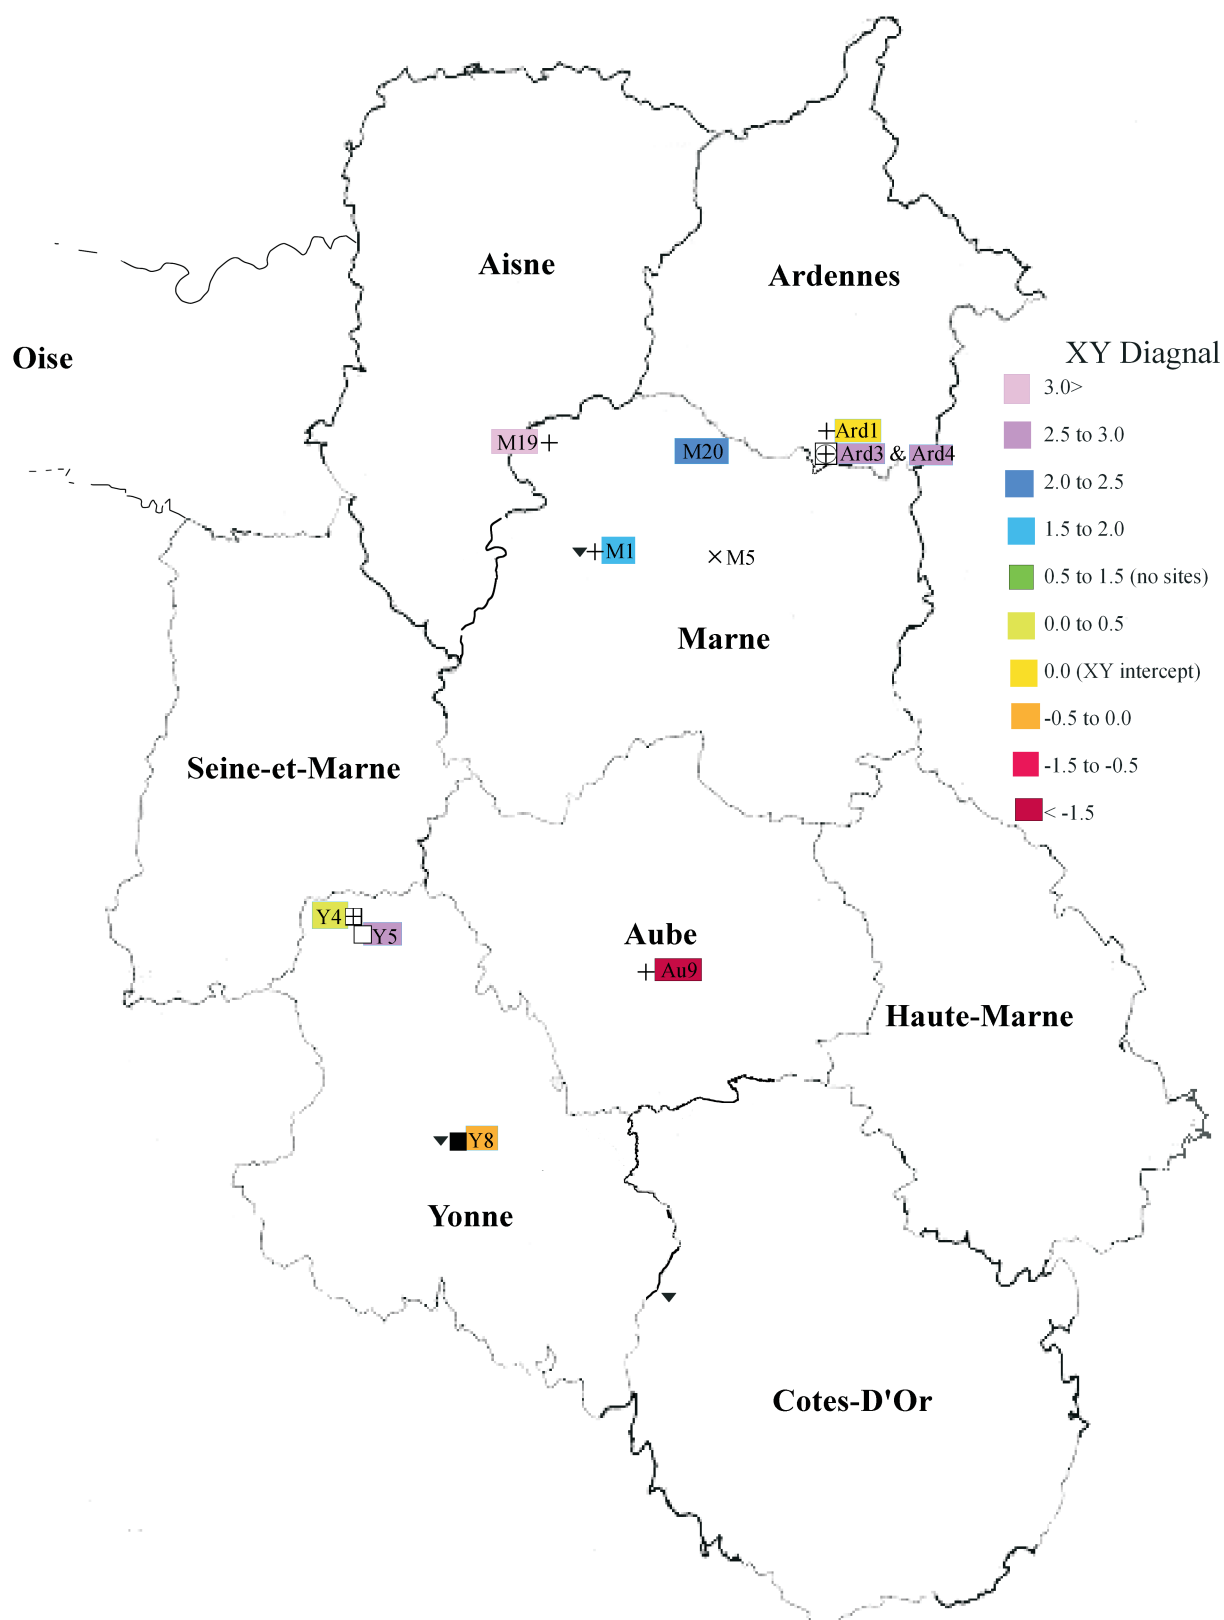 Aisne
Ardennes
Oise
XY Diagnal
3.0>
2.5 to 3.0
2.0 to 2.5
1.5 to 2.0
0.5 to 1.5 (no sites)
0.0 to 0.5
0.0 (XY intercept)
-0.5 to 0.0
-1.5 to -0.5
< -1.5
Ard1
M19
M20
Ard3 & Ard4
M1
M5
Marne
Seine-et-Marne
Y4
Y5
Aube
Au9
Haute-Marne
Y8
Yonne
Cotes-D'Or